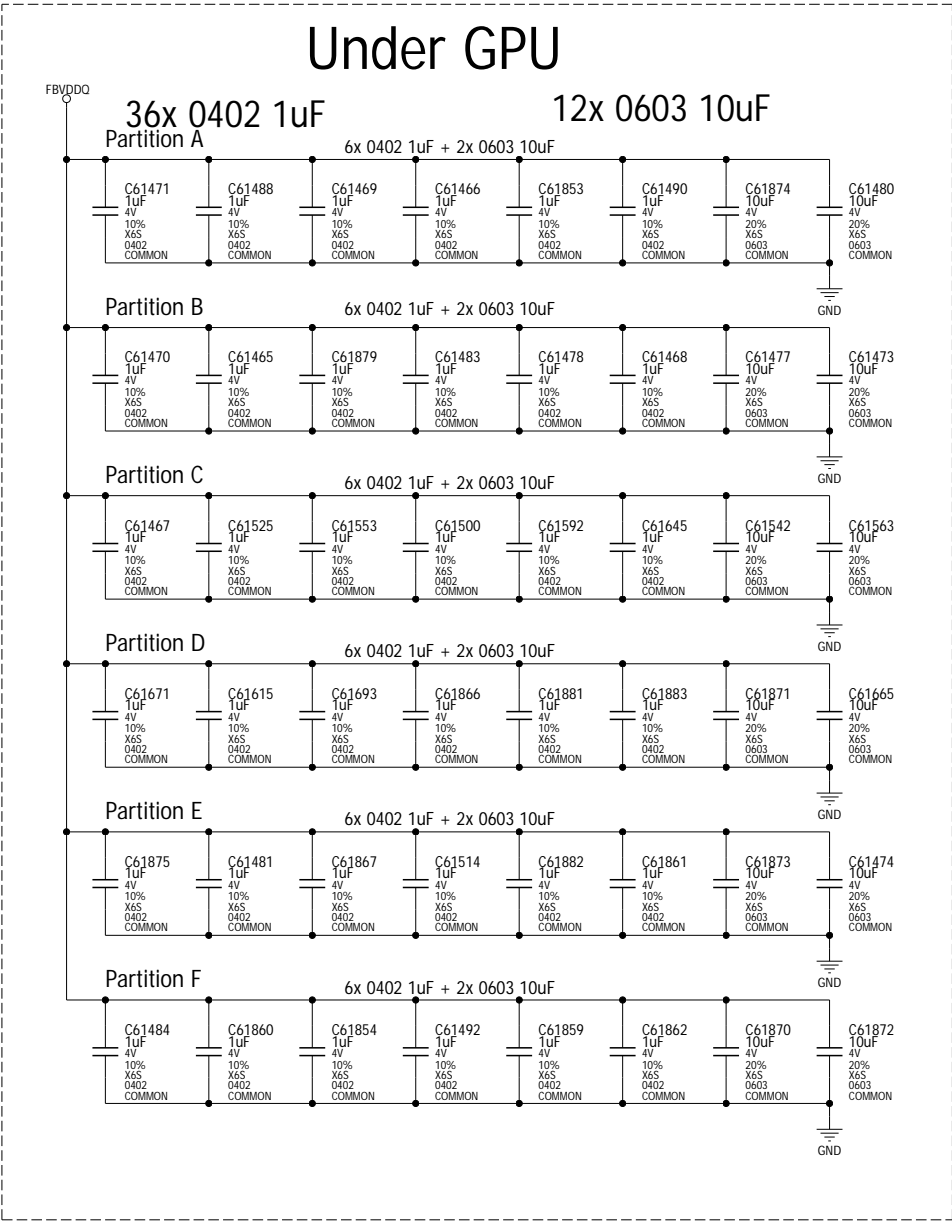 Under GPU
FBVDDQ
36x 0402 1uF
12x 0603 10uF
Partition A
6x 0402 1uF + 2x 0603 10uF
C61471
1uF
4V
10%
X6S
0402
COMMON
C61488
1uF
4V
10%
X6S
0402
COMMON
C61469
1uF
4V
10%
X6S
0402
COMMON
C61466
1uF
4V
10%
X6S
0402
COMMON
C61853
1uF
4V
10%
X6S
0402
COMMON
C61490
1uF
4V
10%
X6S
0402
COMMON
C61874
10uF
4V
20%
X6S
0603
COMMON
C61480
10uF
4V
20%
X6S
0603
COMMON
GND
Partition B
6x 0402 1uF + 2x 0603 10uF
C61470
1uF
4V
10%
X6S
0402
COMMON
C61465
1uF
4V
10%
X6S
0402
COMMON
C61879
1uF
4V
10%
X6S
0402
COMMON
C61483
1uF
4V
10%
X6S
0402
COMMON
C61478
1uF
4V
10%
X6S
0402
COMMON
C61468
1uF
4V
10%
X6S
0402
COMMON
C61477
10uF
4V
20%
X6S
0603
COMMON
C61473
10uF
4V
20%
X6S
0603
COMMON
GND
Partition C
6x 0402 1uF + 2x 0603 10uF
C61467
1uF
4V
10%
X6S
0402
COMMON
C61525
1uF
4V
10%
X6S
0402
COMMON
C61553
1uF
4V
10%
X6S
0402
COMMON
C61500
1uF
4V
10%
X6S
0402
COMMON
C61592
1uF
4V
10%
X6S
0402
COMMON
C61645
1uF
4V
10%
X6S
0402
COMMON
C61542
10uF
4V
20%
X6S
0603
COMMON
C61563
10uF
4V
20%
X6S
0603
COMMON
GND
Partition D
6x 0402 1uF + 2x 0603 10uF
C61671
1uF
4V
10%
X6S
0402
COMMON
C61615
1uF
4V
10%
X6S
0402
COMMON
C61693
1uF
4V
10%
X6S
0402
COMMON
C61866
1uF
4V
10%
X6S
0402
COMMON
C61881
1uF
4V
10%
X6S
0402
COMMON
C61883
1uF
4V
10%
X6S
0402
COMMON
C61871
10uF
4V
20%
X6S
0603
COMMON
C61665
10uF
4V
20%
X6S
0603
COMMON
GND
Partition E
6x 0402 1uF + 2x 0603 10uF
C61875
1uF
4V
10%
X6S
0402
COMMON
C61481
1uF
4V
10%
X6S
0402
COMMON
C61867
1uF
4V
10%
X6S
0402
COMMON
C61514
1uF
4V
10%
X6S
0402
COMMON
C61882
1uF
4V
10%
X6S
0402
COMMON
C61861
1uF
4V
10%
X6S
0402
COMMON
C61873
10uF
4V
20%
X6S
0603
COMMON
C61474
10uF
4V
20%
X6S
0603
COMMON
GND
Partition F
6x 0402 1uF + 2x 0603 10uF
C61484
1uF
4V
10%
X6S
0402
COMMON
C61860
1uF
4V
10%
X6S
0402
COMMON
C61854
1uF
4V
10%
X6S
0402
COMMON
C61492
1uF
4V
10%
X6S
0402
COMMON
C61859
1uF
4V
10%
X6S
0402
COMMON
C61862
1uF
4V
10%
X6S
0402
COMMON
C61870
10uF
4V
20%
X6S
0603
COMMON
C61872
10uF
4V
20%
X6S
0603
COMMON
GND